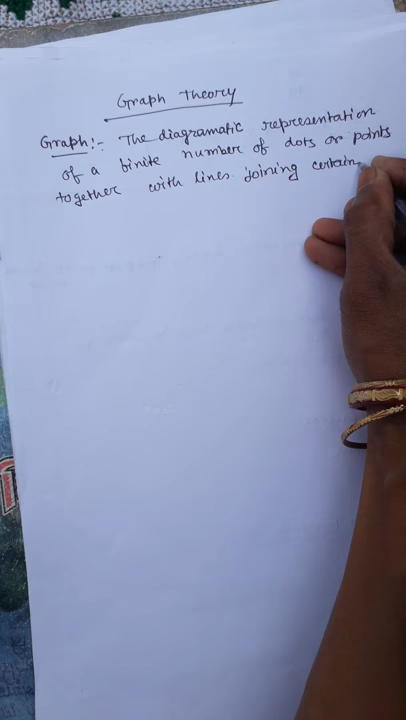 Graph Theory
Graph:- The diagramatic representation
of a finite number of dots or points
together with lines joining certain